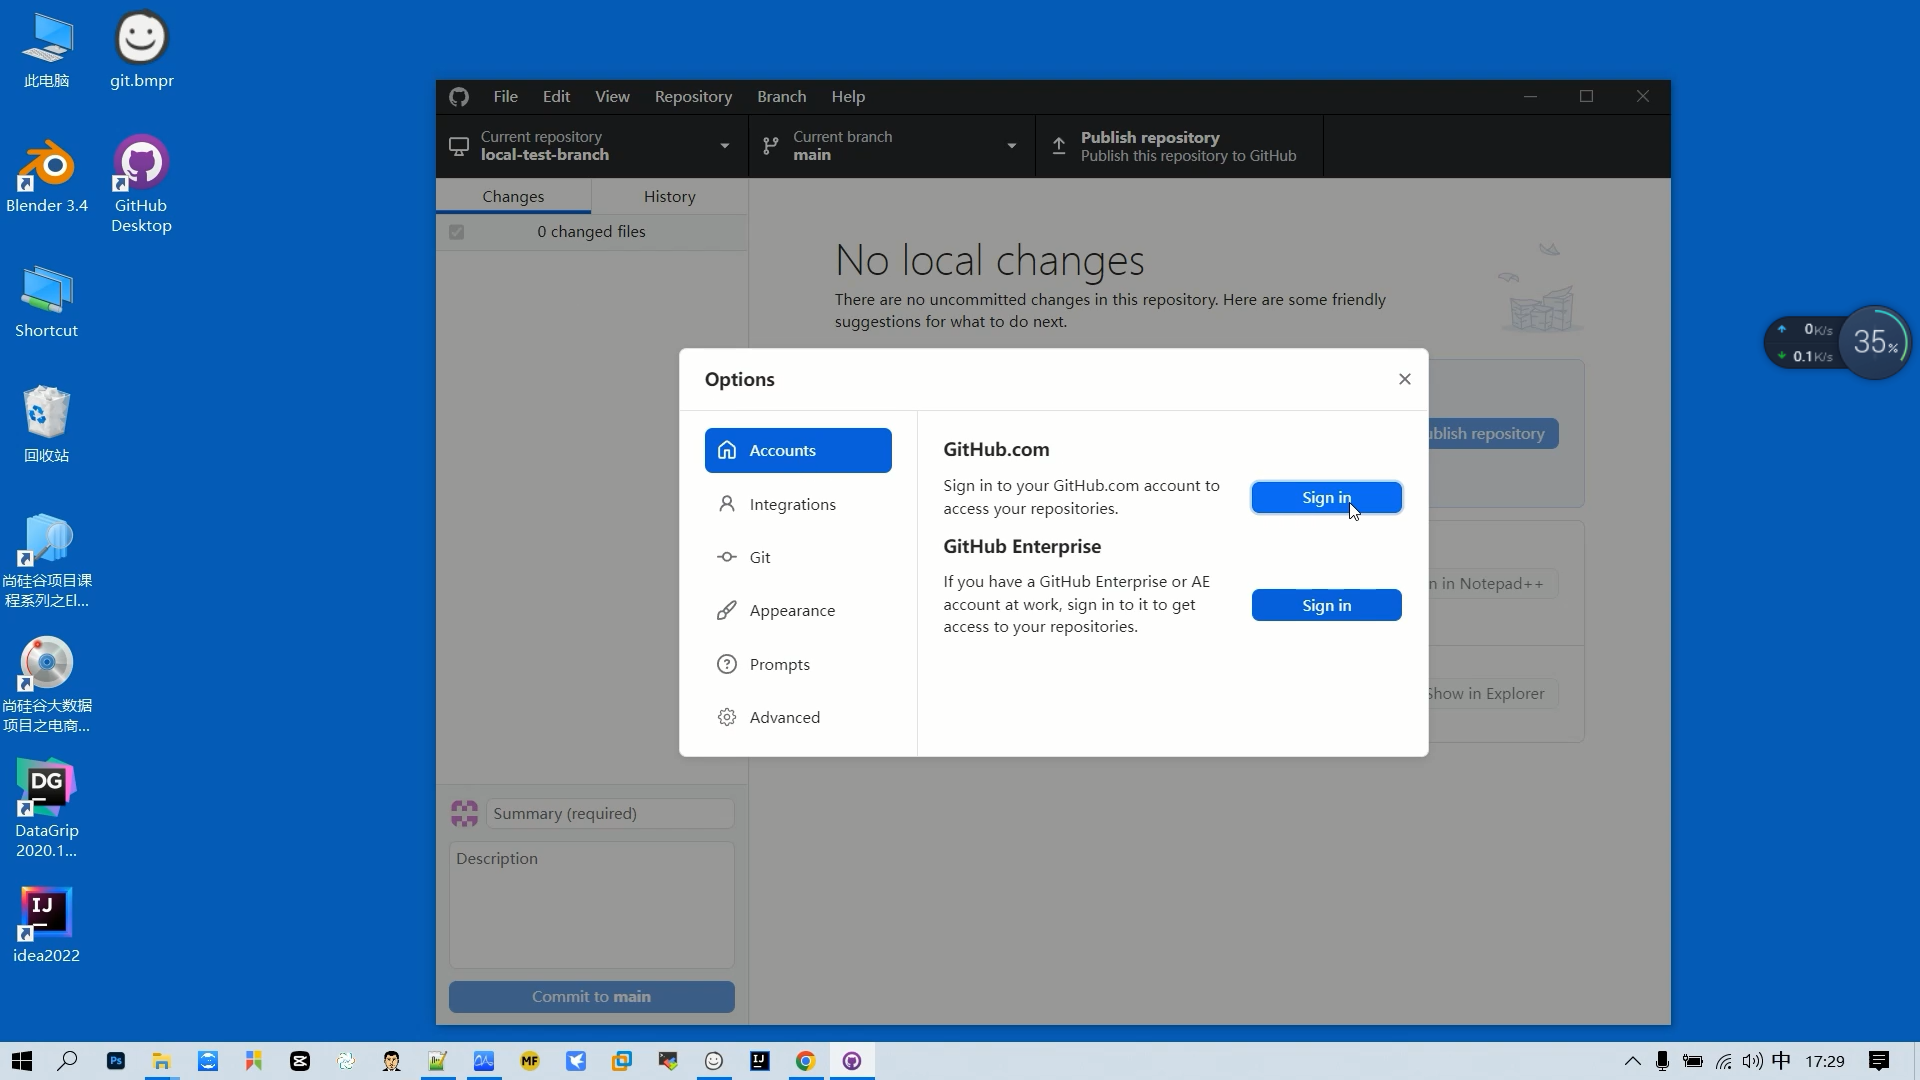 此电脑
git.bmpr
Blender 3.4
GitHub
Desktop
Shortcut
回收站
尚硅谷项目课
程系列之El...
尚硅谷大数据
项目之电商...
DG
DataGrip
2020.1...
IJ
idea2022
File Edit View Repository Branch Help
Current repository
local-test-branch
Current branch
main
Publish repository
Publish this repository to GitHub
Changes History
0 changed files
No local changes
There are no uncommitted changes in this repository. Here are some friendly
suggestions for what to do next.
ublish repository
n in Notepad++
Show in Explorer
Options
Accounts
Integrations
Git
Appearance
Prompts
Advanced
GitHub.com
Sign in to your GitHub.com account to
access your repositories.
Sign in
GitHub Enterprise
If you have a GitHub Enterprise or AE
account at work, sign in to it to get
access to your repositories.
Sign in
Summary (required)
Description
Commit to main
0K/s
0.1K/s
35%
Ps
MF
IJ
中
17:29